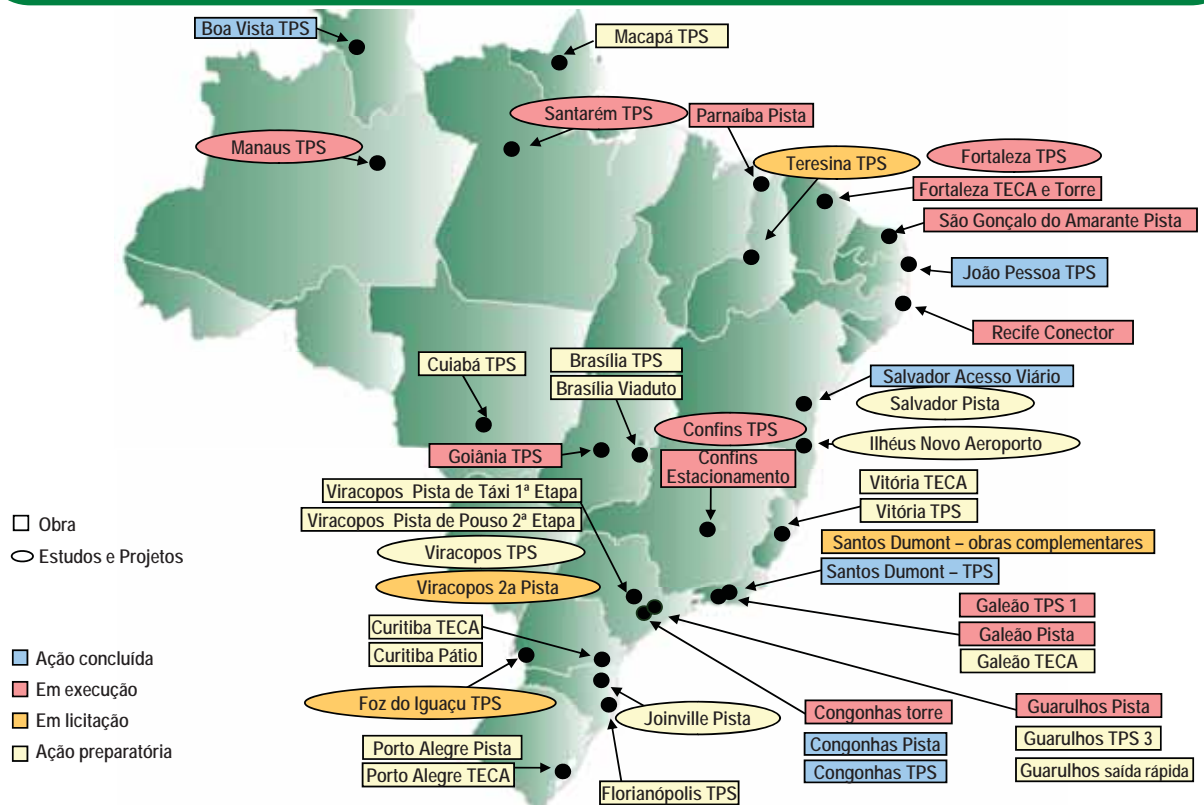 Boa Vista TPS
Macapá TPS
Santarém TPS
Parnaíba Pista
Manaus TPS
Teresina TPS
Fortaleza TPS
Fortaleza TECA e Torre
São Gonçalo do Amarante Pista
João Pessoa TPS
Recife Conector
Cuiabá TPS
Brasília TPS
Brasília Viaduto
Salvador Acesso Viário
Salvador Pista
Confins TPS
Ilhéus Novo Aeroporto
Goiânia TPS
Confins
Estacionamento
Vitória TECA
Vitória TPS
Viracopos Pista de Táxi 1ª Etapa
Viracopos Pista de Pouso 2ª Etapa
Viracopos TPS
Viracopos 2a Pista
Santos Dumont – obras complementares
Santos Dumont – TPS
Galeão TPS 1
Galeão Pista
Galeão TECA
Curitiba TECA
Curitiba Pátio
Foz do Iguaçu TPS
Joinville Pista
Congonhas torre
Congonhas Pista
Congonhas TPS
Guarulhos Pista
Guarulhos TPS 3
Guarulhos saída rápida
Porto Alegre Pista
Porto Alegre TECA
Florianópolis TPS
Obra
Estudos e Projetos
Ação concluída
Em execução
Em licitação
Ação preparatória